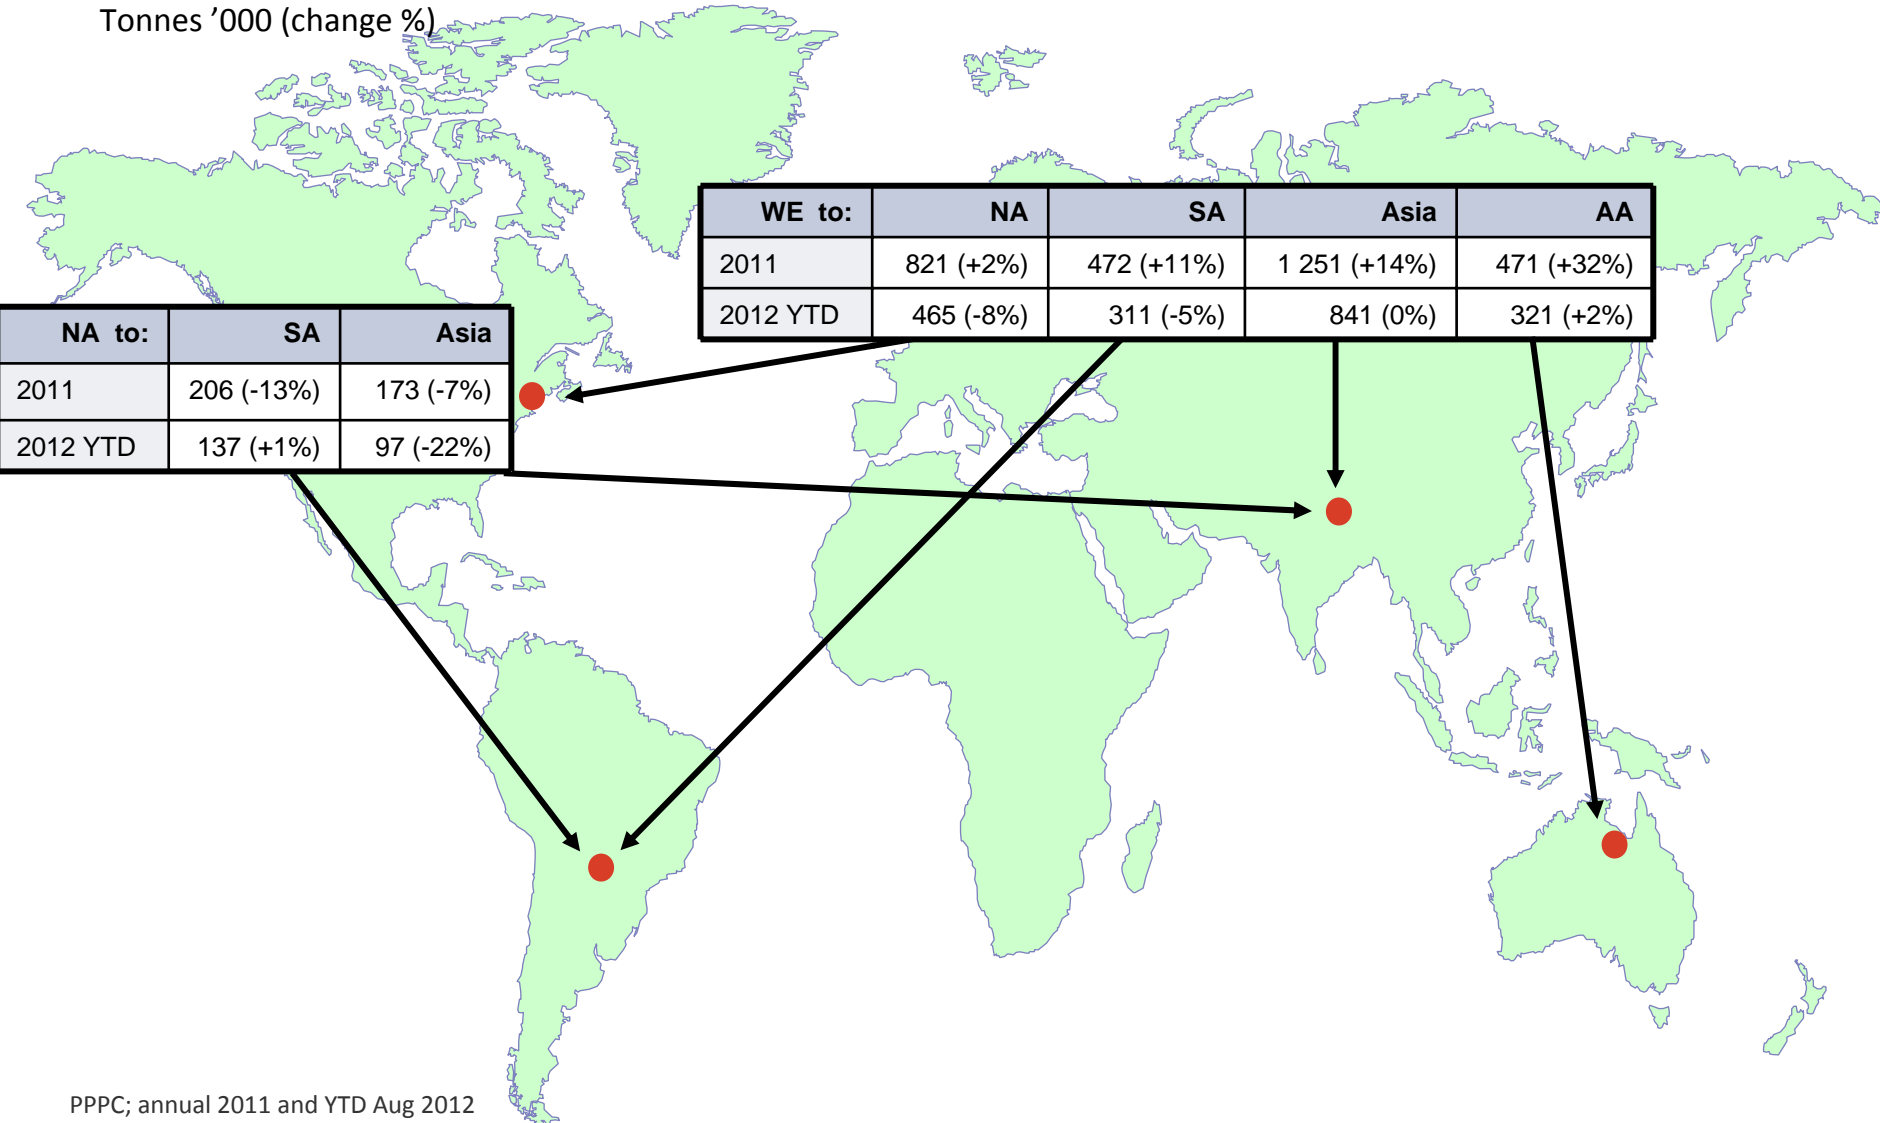 Tonnes ’000 (change %)
WE to: NA SA Asia AA
2011 821 (+2%) 472 (+11%) 1 251 (+14%) 471 (+32%)
2012 YTD 465 (-8%) 311 (-5%) 841 (0%) 321 (+2%)
NA to: SA Asia
2011 206 (-13%) 173 (-7%)
2012 YTD 137 (+1%) 97 (-22%)
PPPC; annual 2011 and YTD Aug 2012